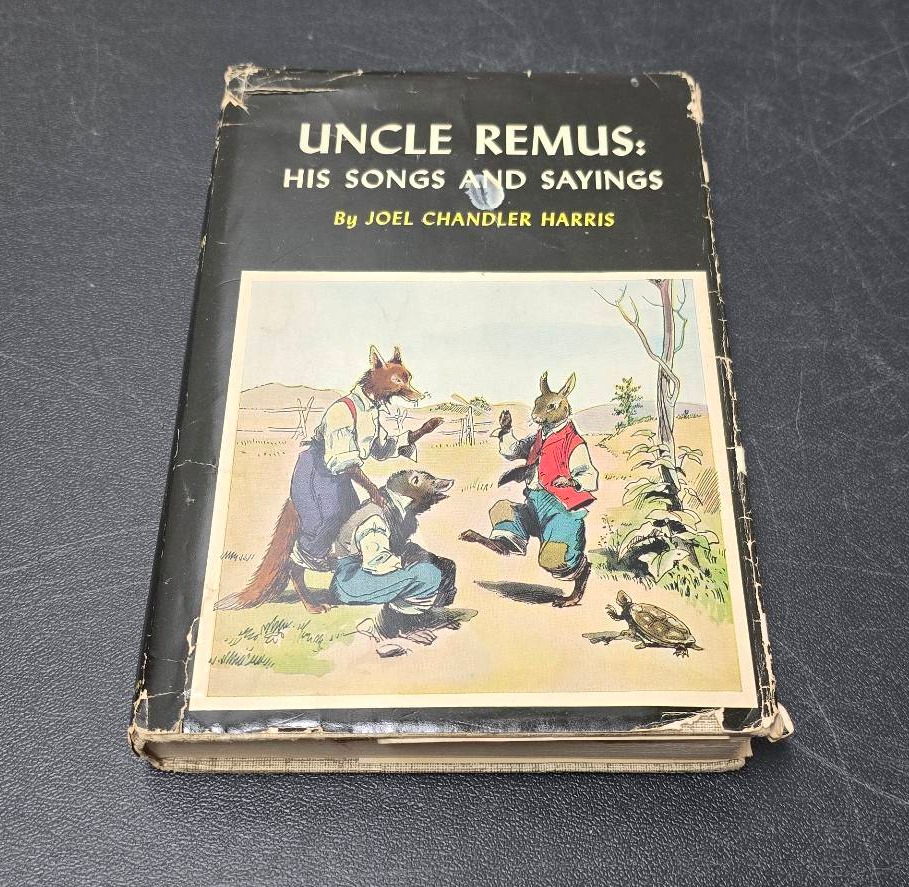 UNCLE REMUS:
HIS SONGS AND SAYINGS
By JOEL CHANDLER HARRIS